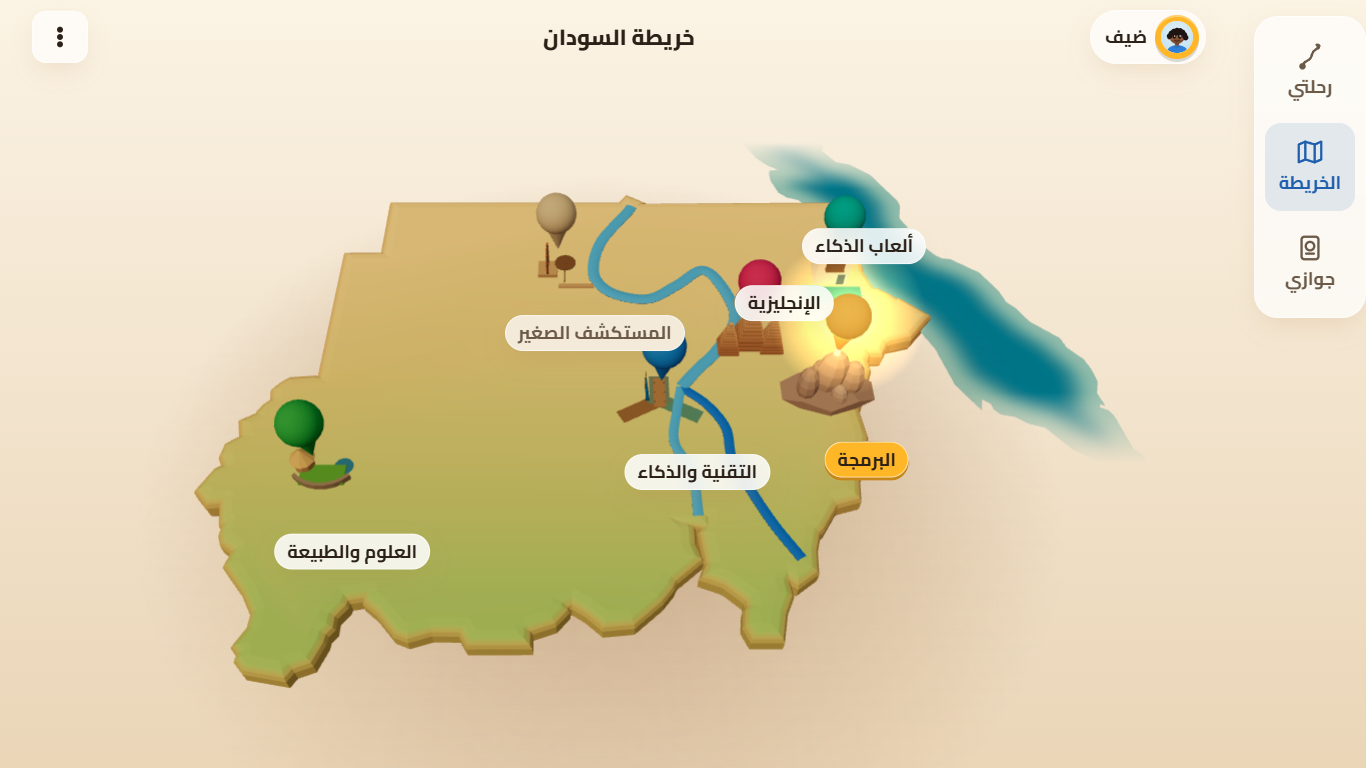 خريطة السودان
ضيف
رحلتي
الخريطة
جوازي
ألعاب الذكاء
الإنجليزية
المستكشف الصغير
البرمجة
التقنية والذكاء
العلوم والطبيعة